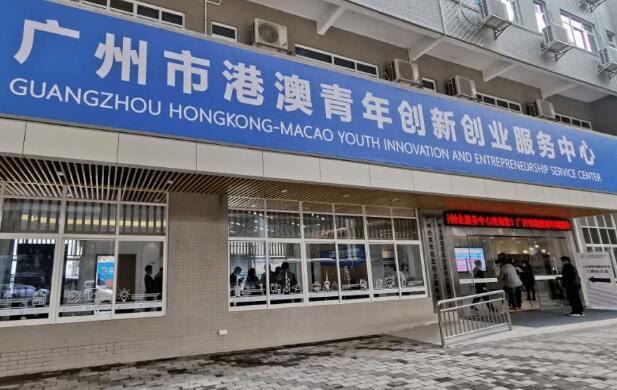 广州市港澳青年创新创业服务中心
GUANGZHOU HONGKONG-MACAO YOUTH INNOVATION AND ENTREPRENEURSHIP SERVICE CENTER